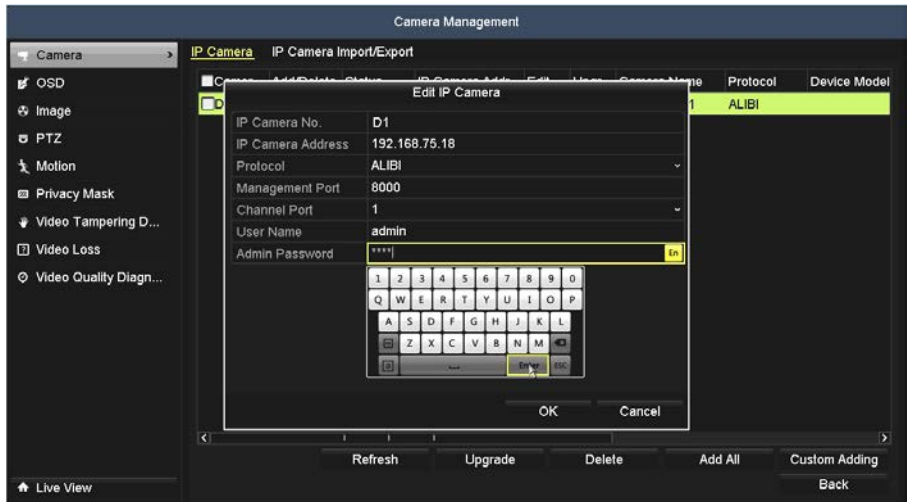 Camera Management
Camera
OSD
Image
PTZ
Motion
Privacy Mask
Video Tampering D...
Video Loss
Video Quality Diagn...
Live View
IP Camera IP Camera Import/Export
Name Protocol Device Model
D 1 ALIBI
Edit IP Camera
IP Camera No. D1
IP Camera Address 192.168.75.18
Protocol ALIBI
Management Port 8000
Channel Port 1
User Name admin
Admin Password ****
En
1 2 3 4 5 6 7 8 9 0
Q W E R T Y U I O P
A S D F G H J K L
Z X C V B N M
Enter ESC
OK Cancel
Refresh Upgrade Delete Add All Custom Adding
Back